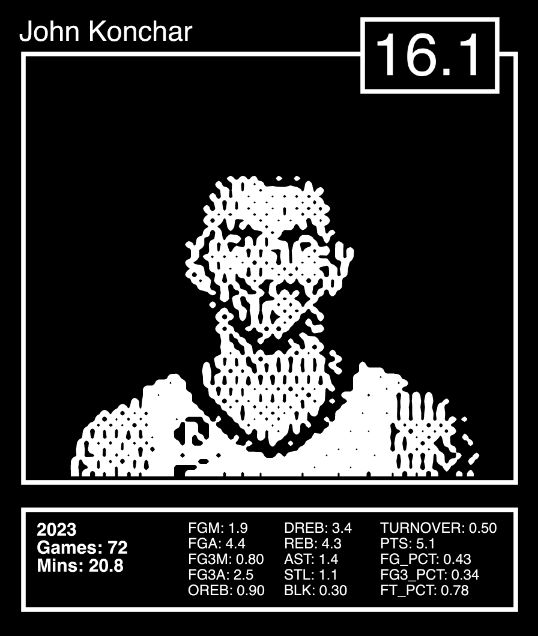 John Konchar
16.1
2023
Games: 72
Mins: 20.8
FGM: 1.9
FGA: 4.4
FG3M: 0.80
FG3A: 2.5
OREB: 0.90
DREB: 3.4
REB: 4.3
AST: 1.4
STL: 1.1
BLK: 0.30
TURNOVER: 0.50
PTS: 5.1
FG_PCT: 0.43
FG3_PCT: 0.34
FT_PCT: 0.78